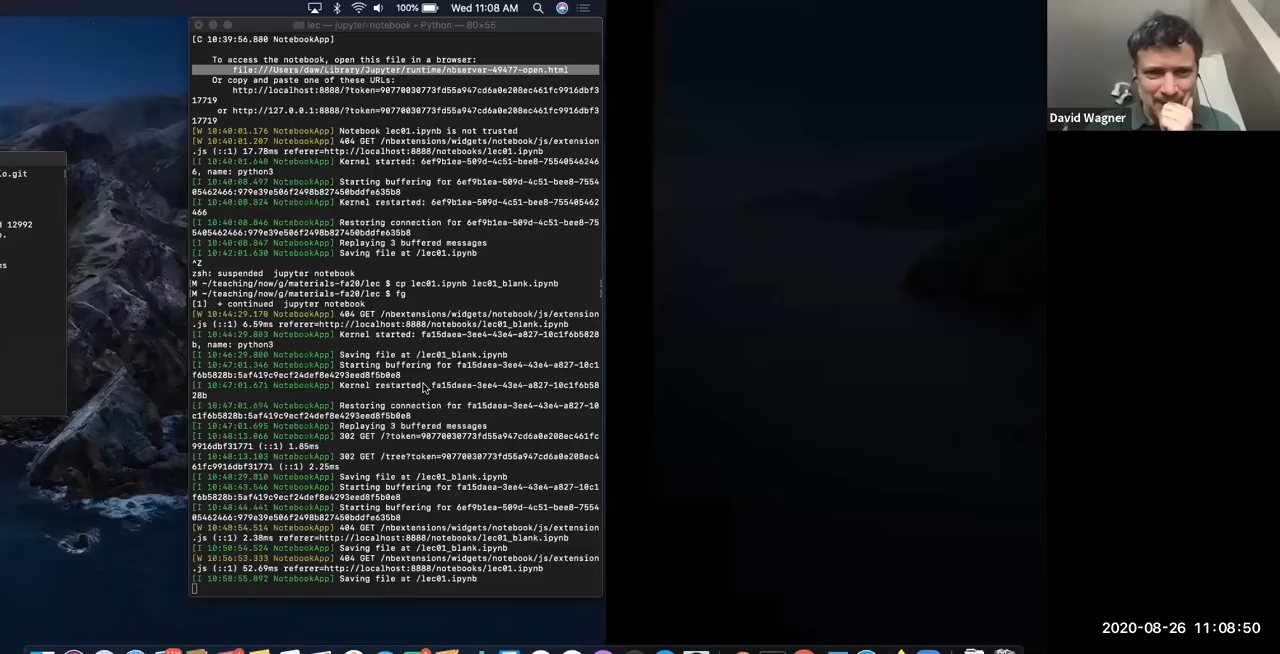 100%
Wed 11:08 AM
lec — jupyter-notebook • Python — 80×55
[C 10:39:56.880 NotebookApp]
To access the notebook, open this file in a browser:
file:///Users/daw/Library/Jupyter/runtime/nbserver-49477-open.html
Or copy and paste one of these URLs:
http://localhost:8888/?token=90770030773fd55a947cd6a0e208ec461fc9916dbf3
17719
or http://127.0.0.1:8888/?token=90770030773fd55a947cd6a0e208ec461fc9916dbf3
17719
[W 10:40:01.176 NotebookApp] Notebook lec01.ipynb is not trusted
[W 10:40:01.207 NotebookApp] 404 GET /nbextensions/widgets/notebook/js/extension
.js (::1) 17.78ms referer=http://localhost:8888/notebooks/lec01.ipynb
[I 10:40:01.648 NotebookApp] Kernel started: 6ef9b1ea-509d-4c51-bee8-75540546246
6, name: python3
[I 10:40:08.497 NotebookApp] Starting buffering for 6ef9b1ea-509d-4c51-bee8-7554
05462466:979e39e506f2498b827450bddfe635b8
[I 10:40:08.824 NotebookApp] Kernel restarted: 6ef9b1ea-509d-4c51-bee8-755405462
466
[I 10:40:08.846 NotebookApp] Restoring connection for 6ef9b1ea-509d-4c51-bee8-75
5405462466:979e39e506f2498b827450bddfe635b8
[I 10:40:08.847 NotebookApp] Replaying 3 buffered messages
[I 10:42:01.630 NotebookApp] Saving file at /lec01.ipynb
^Z
zsh: suspended  jupyter notebook
M ~/teaching/now/g/materials-fa20/lec $ cp lec01.ipynb lec01_blank.ipynb
M ~/teaching/now/g/materials-fa20/lec $ fg
[1]  + continued  jupyter notebook
[W 10:44:29.170 NotebookApp] 404 GET /nbextensions/widgets/notebook/js/extension
.js (::1) 6.59ms referer=http://localhost:8888/notebooks/lec01_blank.ipynb
[I 10:44:29.803 NotebookApp] Kernel started: fa15daea-3ee4-43e4-a827-10c1f6b5828
b, name: python3
[I 10:46:29.800 NotebookApp] Saving file at /lec01_blank.ipynb
[I 10:47:01.346 NotebookApp] Starting buffering for fa15daea-3ee4-43e4-a827-10c1
f6b5828b:5af419c9ecf24def8e4293eed8f5b0e8
[I 10:47:01.671 NotebookApp] Kernel restarted: fa15daea-3ee4-43e4-a827-10c1f6b58
28b
[I 10:47:01.694 NotebookApp] Restoring connection for fa15daea-3ee4-43e4-a827-10
c1f6b5828b:5af419c9ecf24def8e4293eed8f5b0e8
[I 10:47:01.695 NotebookApp] Replaying 3 buffered messages
[I 10:48:13.066 NotebookApp] 302 GET /?token=90770030773fd55a947cd6a0e208ec461fc
9916dbf31771 (::1) 1.85ms
[I 10:48:13.103 NotebookApp] 302 GET /tree?token=90770030773fd55a947cd6a0e208ec4
61fc9916dbf31771 (::1) 2.25ms
[I 10:48:29.810 NotebookApp] Saving file at /lec01_blank.ipynb
[I 10:48:43.546 NotebookApp] Starting buffering for fa15daea-3ee4-43e4-a827-10c1
f6b5828b:5af419c9ecf24def8e4293eed8f5b0e8
[I 10:48:44.441 NotebookApp] Starting buffering for 6ef9b1ea-509d-4c51-bee8-7554
05462466:979e39e506f2498b827450bddfe635b8
[W 10:48:54.514 NotebookApp] 404 GET /nbextensions/widgets/notebook/js/extension
.js (::1) 2.38ms referer=http://localhost:8888/notebooks/lec01_blank.ipynb
[I 10:50:54.524 NotebookApp] Saving file at /lec01_blank.ipynb
[W 10:56:53.333 NotebookApp] 404 GET /nbextensions/widgets/notebook/js/extension
.js (::1) 52.69ms referer=http://localhost:8888/notebooks/lec01.ipynb
[I 10:58:55.892 NotebookApp] Saving file at /lec01.ipynb
lo.git
d 12992
ms
David Wagner
2020-08-26 11:08:50